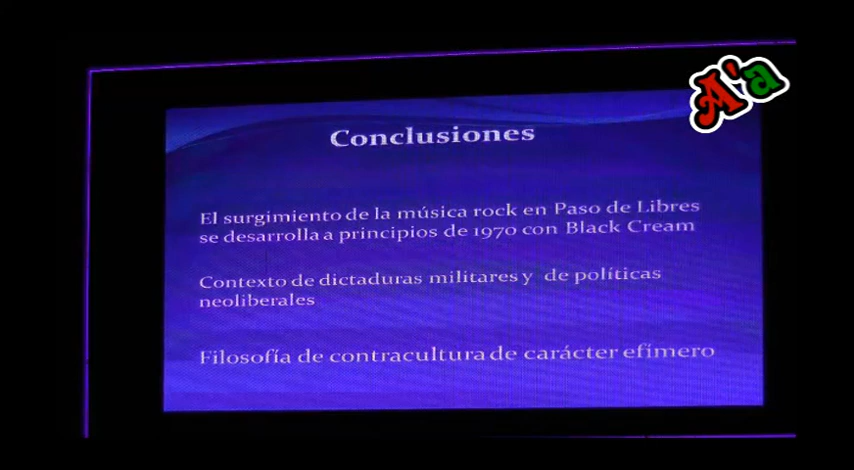 A'a
Conclusiones
El surgimiento de la música rock en Paso de Libres
se desarrolla a principios de 1970 con Black Cream
Contexto de dictaduras militares y de políticas
neoliberales
Filosofía de contracultura de carácter efímero